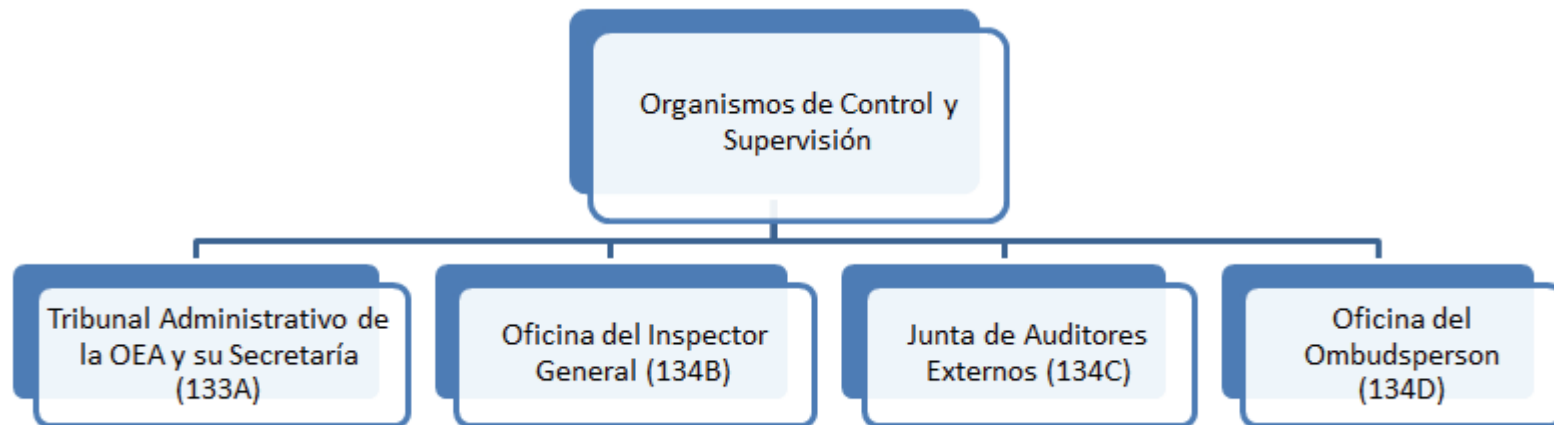 Organismos de Control y
Supervisión
Tribunal Administrativo de
la OEA y su Secretaría
(133A)
Oficina del Inspector
General (134B)
Junta de Auditores
Externos (134C)
Oficina del
Ombudsperson
(134D)